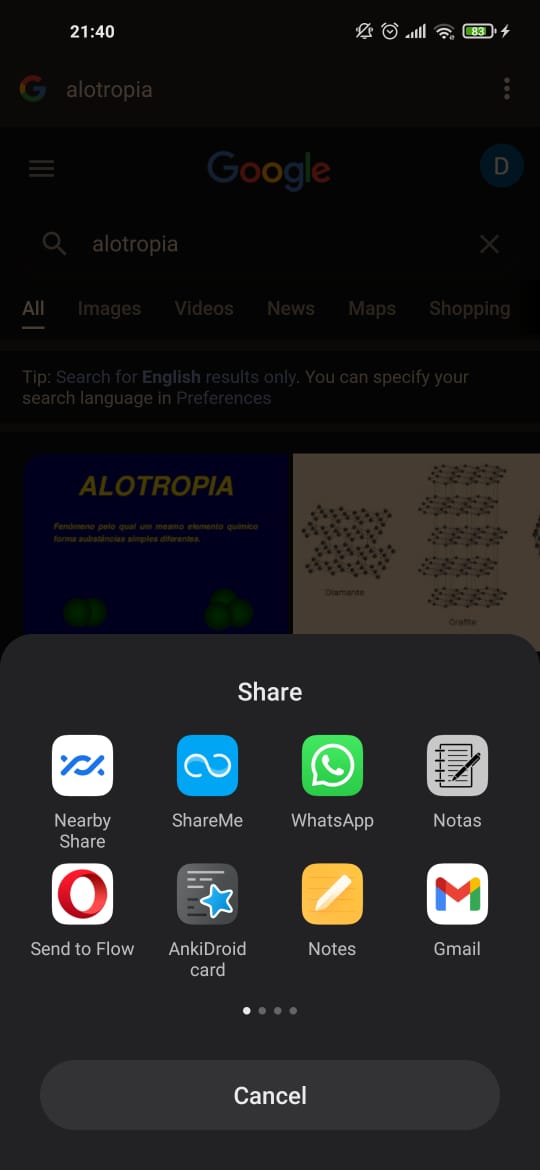 21:40
83
alotropia
Google
D
alotropia
All Images Videos News Maps Shopping
Tip: Search for English results only. You can specify your
search language in Preferences
ALOTROPIA
Fenômeno pelo qual um mesmo elemento químico
forma substâncias simples diferentes.
Diamante
Grafite
Share
Nearby
Share
ShareMe
WhatsApp
Notas
Send to Flow
AnkiDroid
card
Notes
Gmail
Cancel